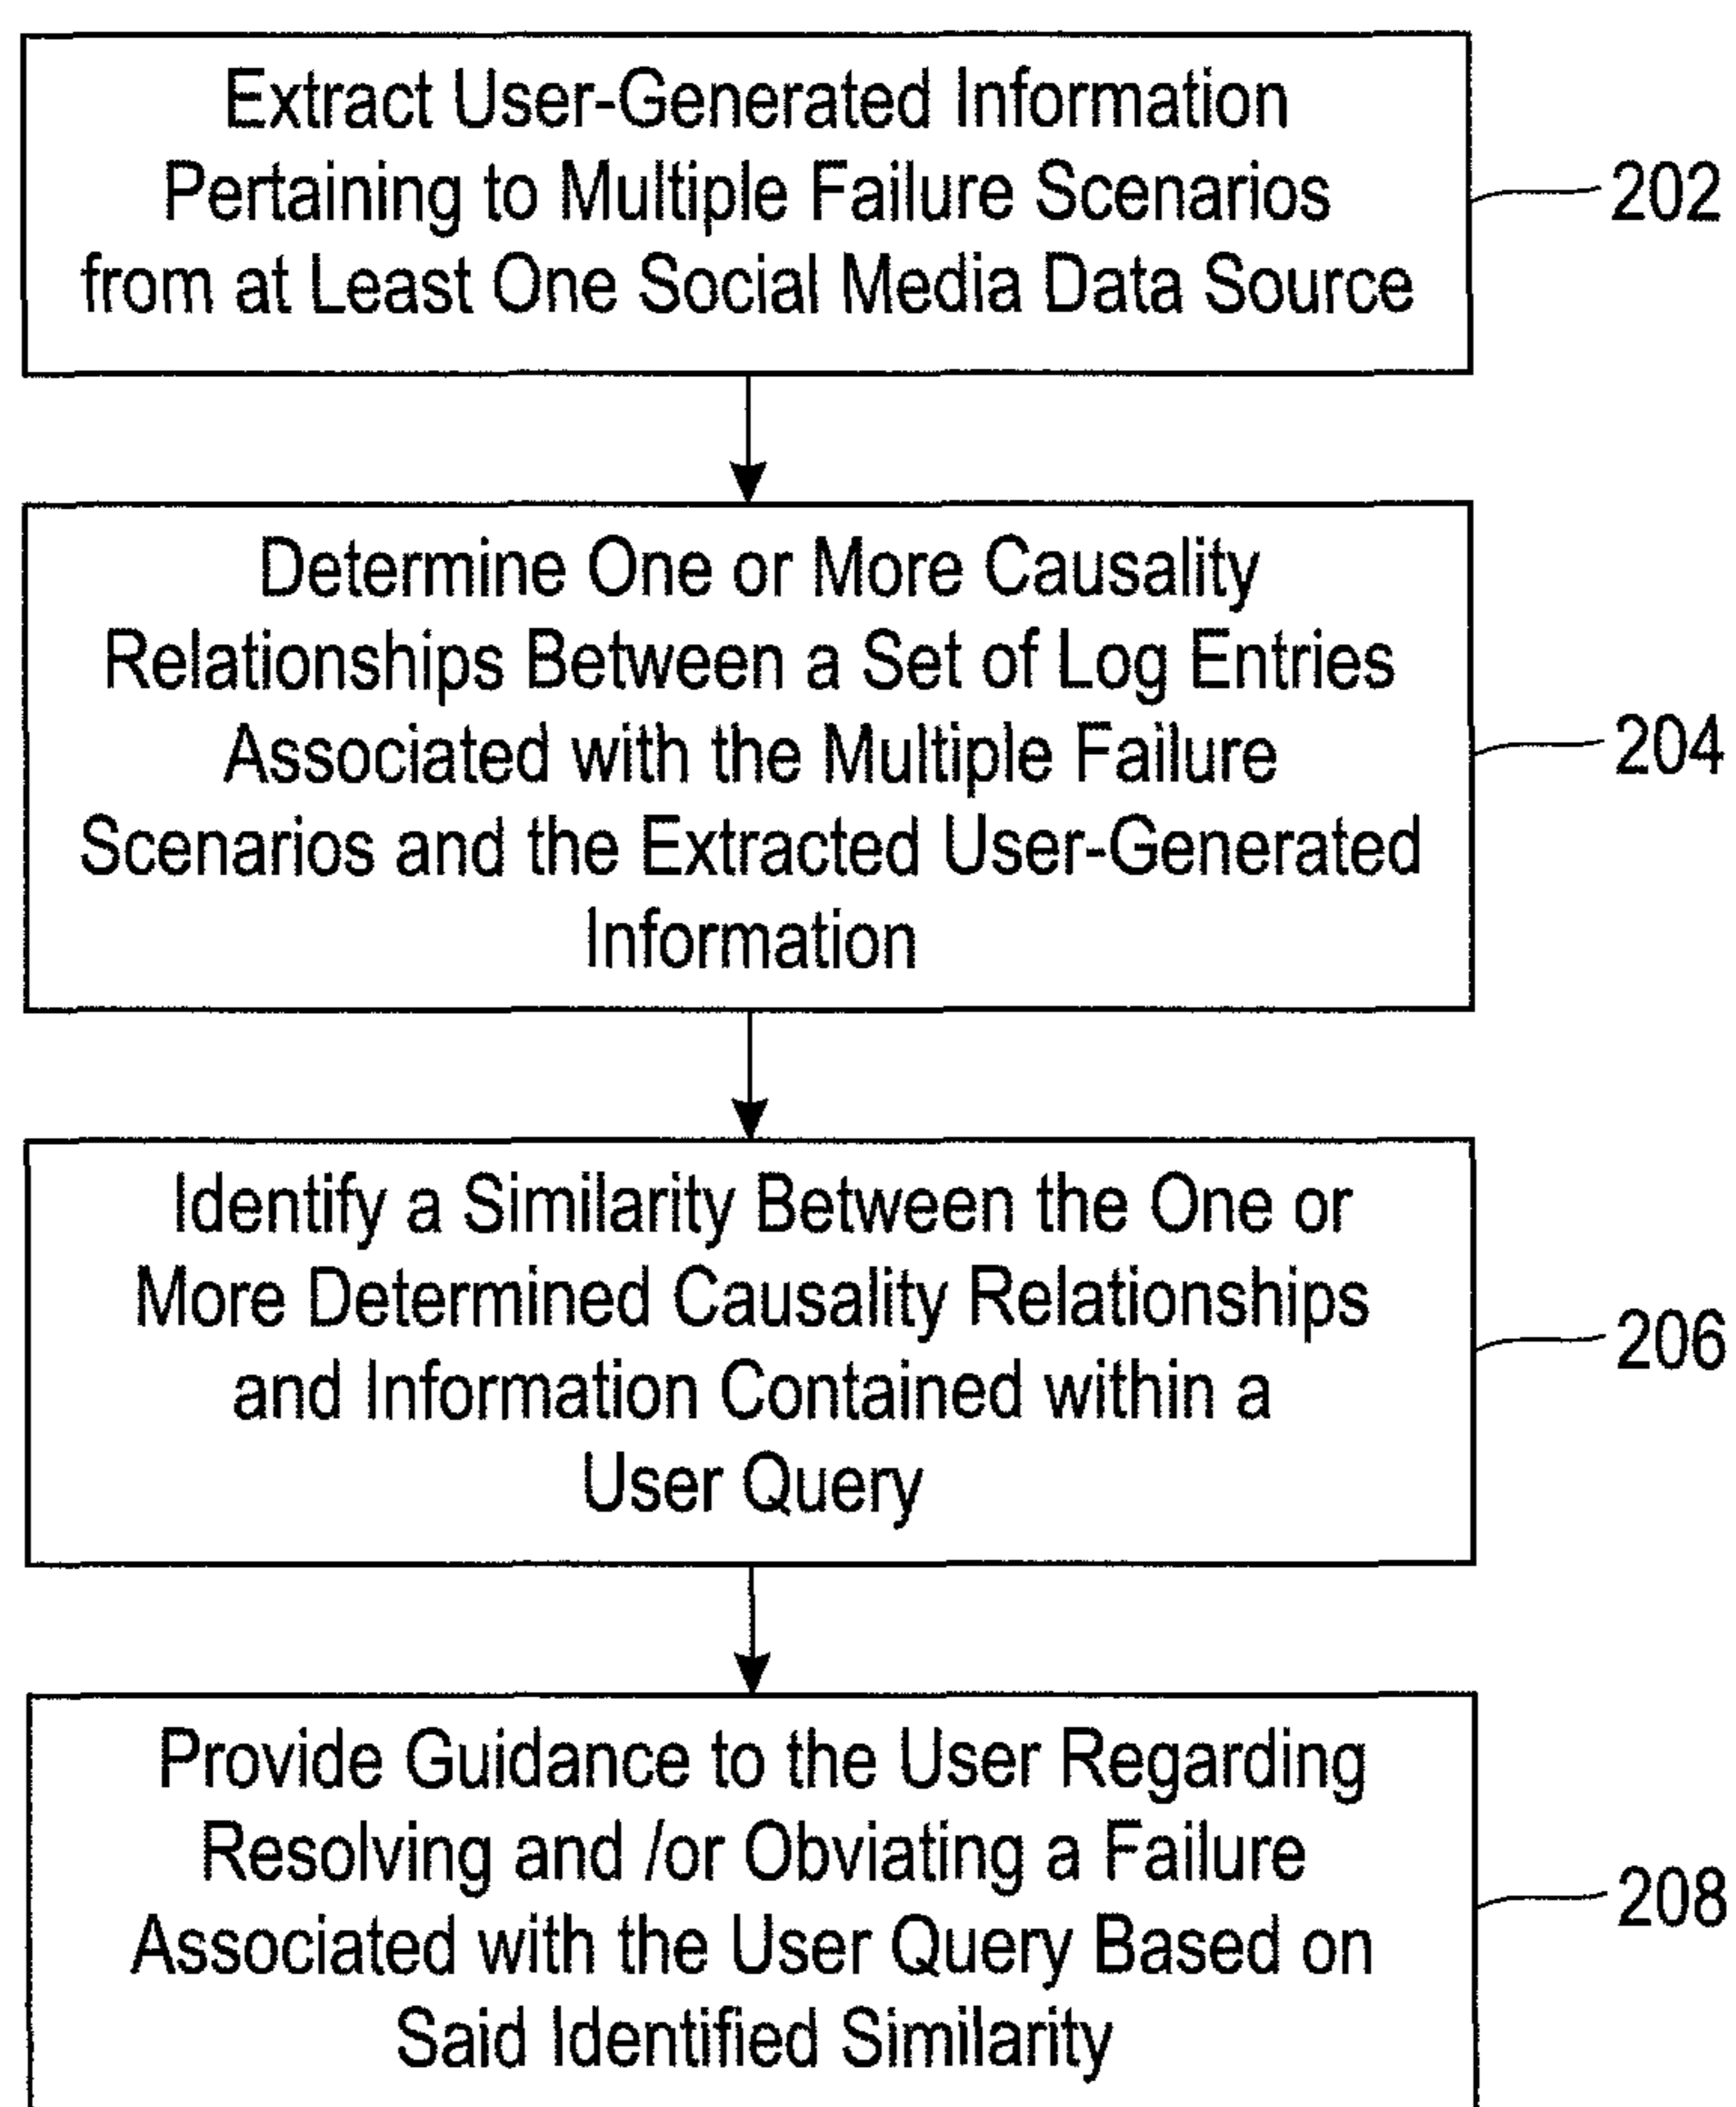 Extract User-Generated Information
Pertaining to Multiple Failure Scenarios
from at Least One Social Media Data Source
202
Determine One or More Causality
Relationships Between a Set of Log Entries
Associated with the Multiple Failure
Scenarios and the Extracted User-Generated
Information
204
Identify a Similarity Between the One or
More Determined Causality Relationships
and Information Contained within a
User Query
206
Provide Guidance to the User Regarding
Resolving and /or Obviating a Failure
Associated with the User Query Based on
Said Identified Similarity
208